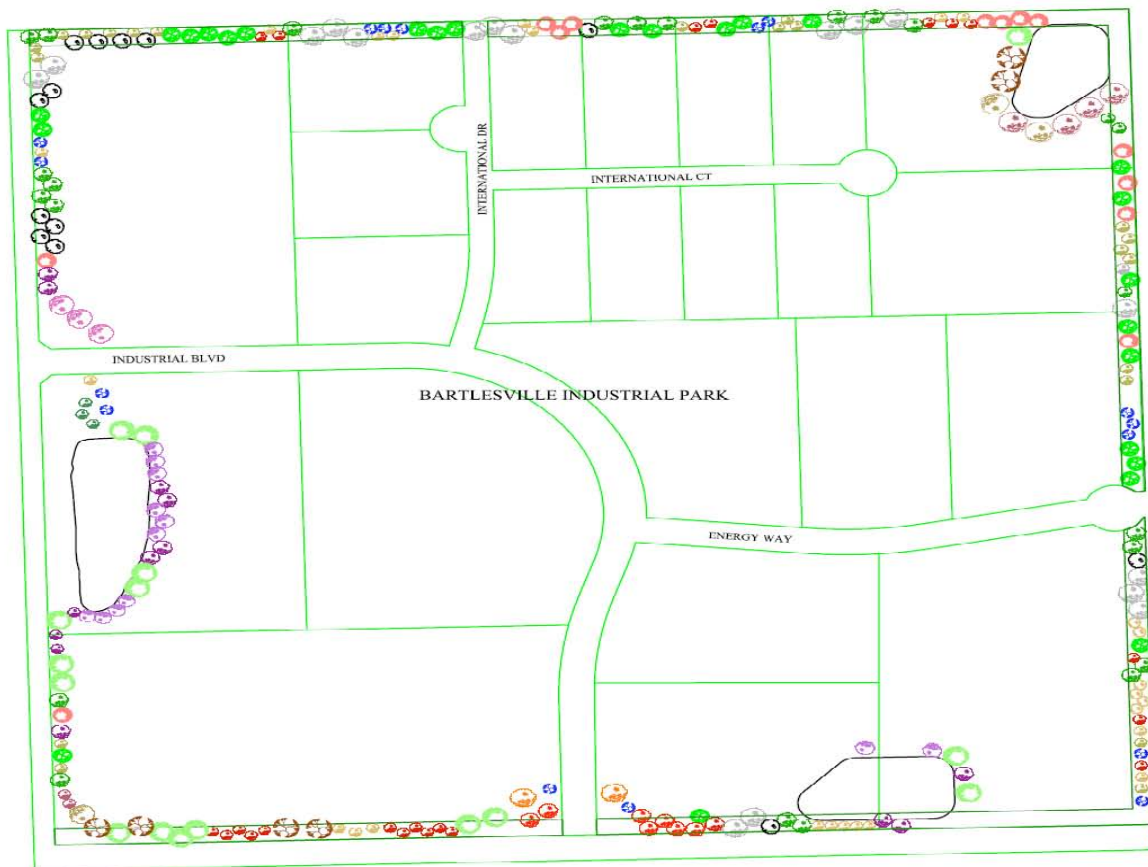 INTERNATIONAL DR
INTERNATIONAL CT
INDUSTRIAL BLVD
BARTLESVILLE INDUSTRIAL PARK
ENERGY WAY